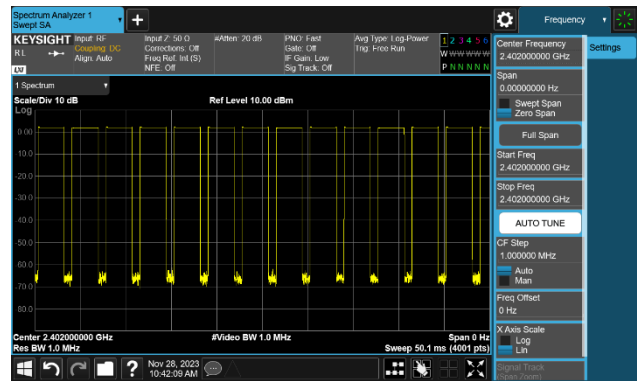 Spectrum Analyzer 1
Swept SA
+
Frequency
KEYSIGHT
R L
LXI
Input: RF
Coupling: DC
Align: Auto
Input Z: 50 Ω
Corrections: Off
Freq Ref: Int (S)
NFE: Off
#Atten: 20 dB
PNO: Fast
Gate: Off
IF Gain: Low
Sig Track: Off
Avg Type: Log-Power
Trig: Free Run
1 2 3 4 5 6
W W W W W W
P N N N N N
1 Spectrum
Scale/Div 10 dB
Ref Level 10.00 dBm
Log
0.00
-10.0
-20.0
-30.0
-40.0
-50.0
-60.0
-70.0
-80.0
Center 2.402000000 GHz
#Video BW 1.0 MHz
Span 0 Hz
Res BW 1.0 MHz
Sweep 50.1 ms (4001 pts)
Nov 28, 2023
10:42:09 AM
Center Frequency
2.402000000 GHz
Settings
Span
0.00000000 Hz
Swept Span
Zero Span
Full Span
Start Freq
2.402000000 GHz
Stop Freq
2.402000000 GHz
AUTO TUNE
CF Step
1.000000 MHz
Auto
Man
Freq Offset
0 Hz
X Axis Scale
Log
Lin
Signal Track
(Span Zoom)